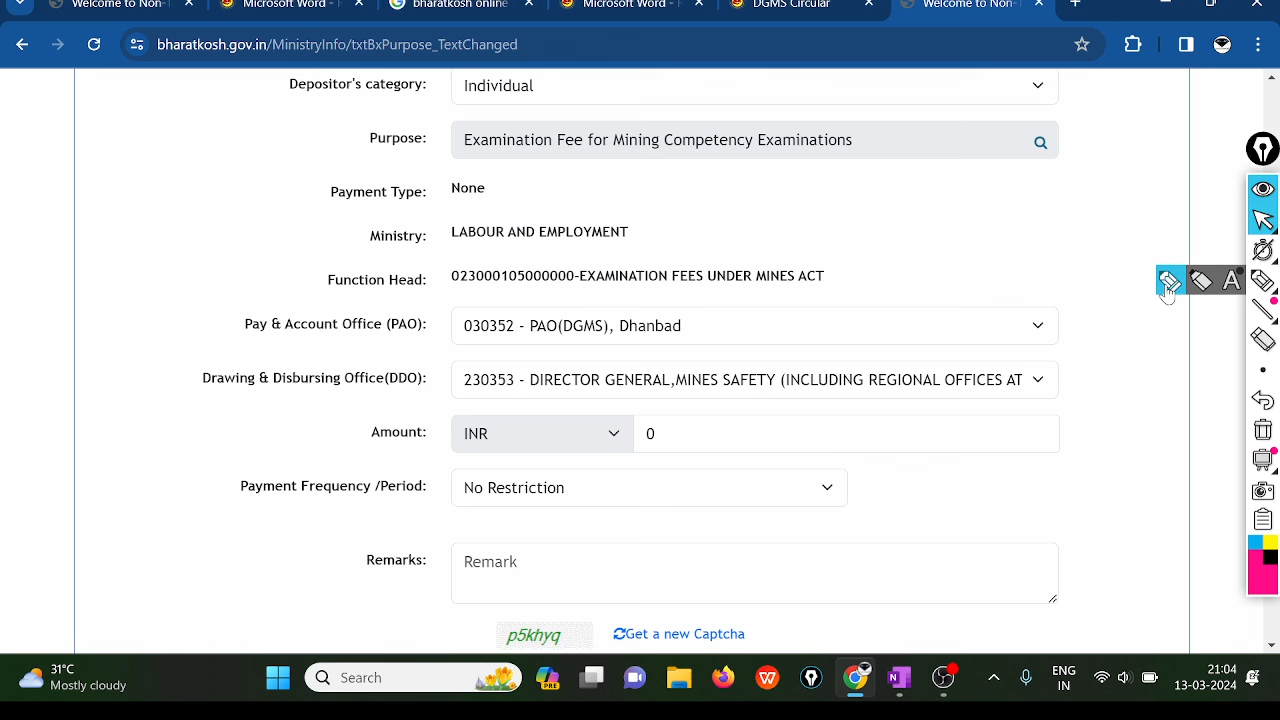 Welcome to Non-
Microsoft Word -
bharatkosh online
Microsoft Word -
DGMS Circular
Welcome to Non-
bharatkosh.gov.in/MinistryInfo/txtBxPurpose_TextChanged
Depositor's category: Individual
Purpose: Examination Fee for Mining Competency Examinations
Payment Type: None
Ministry: LABOUR AND EMPLOYMENT
Function Head: 023000105000000-EXAMINATION FEES UNDER MINES ACT
Pay & Account Office (PAO): 030352 - PAO(DGMS), Dhanbad
Drawing & Disbursing Office(DDO): 230353 - DIRECTOR GENERAL,MINES SAFETY (INCLUDING REGIONAL OFFICES AT
Amount: INR 0
Payment Frequency /Period: No Restriction
Remarks: Remark
p5khyq Get a new Captcha
A
31°C
Mostly cloudy
Search
PRE
ENG
IN
21:04
13-03-2024